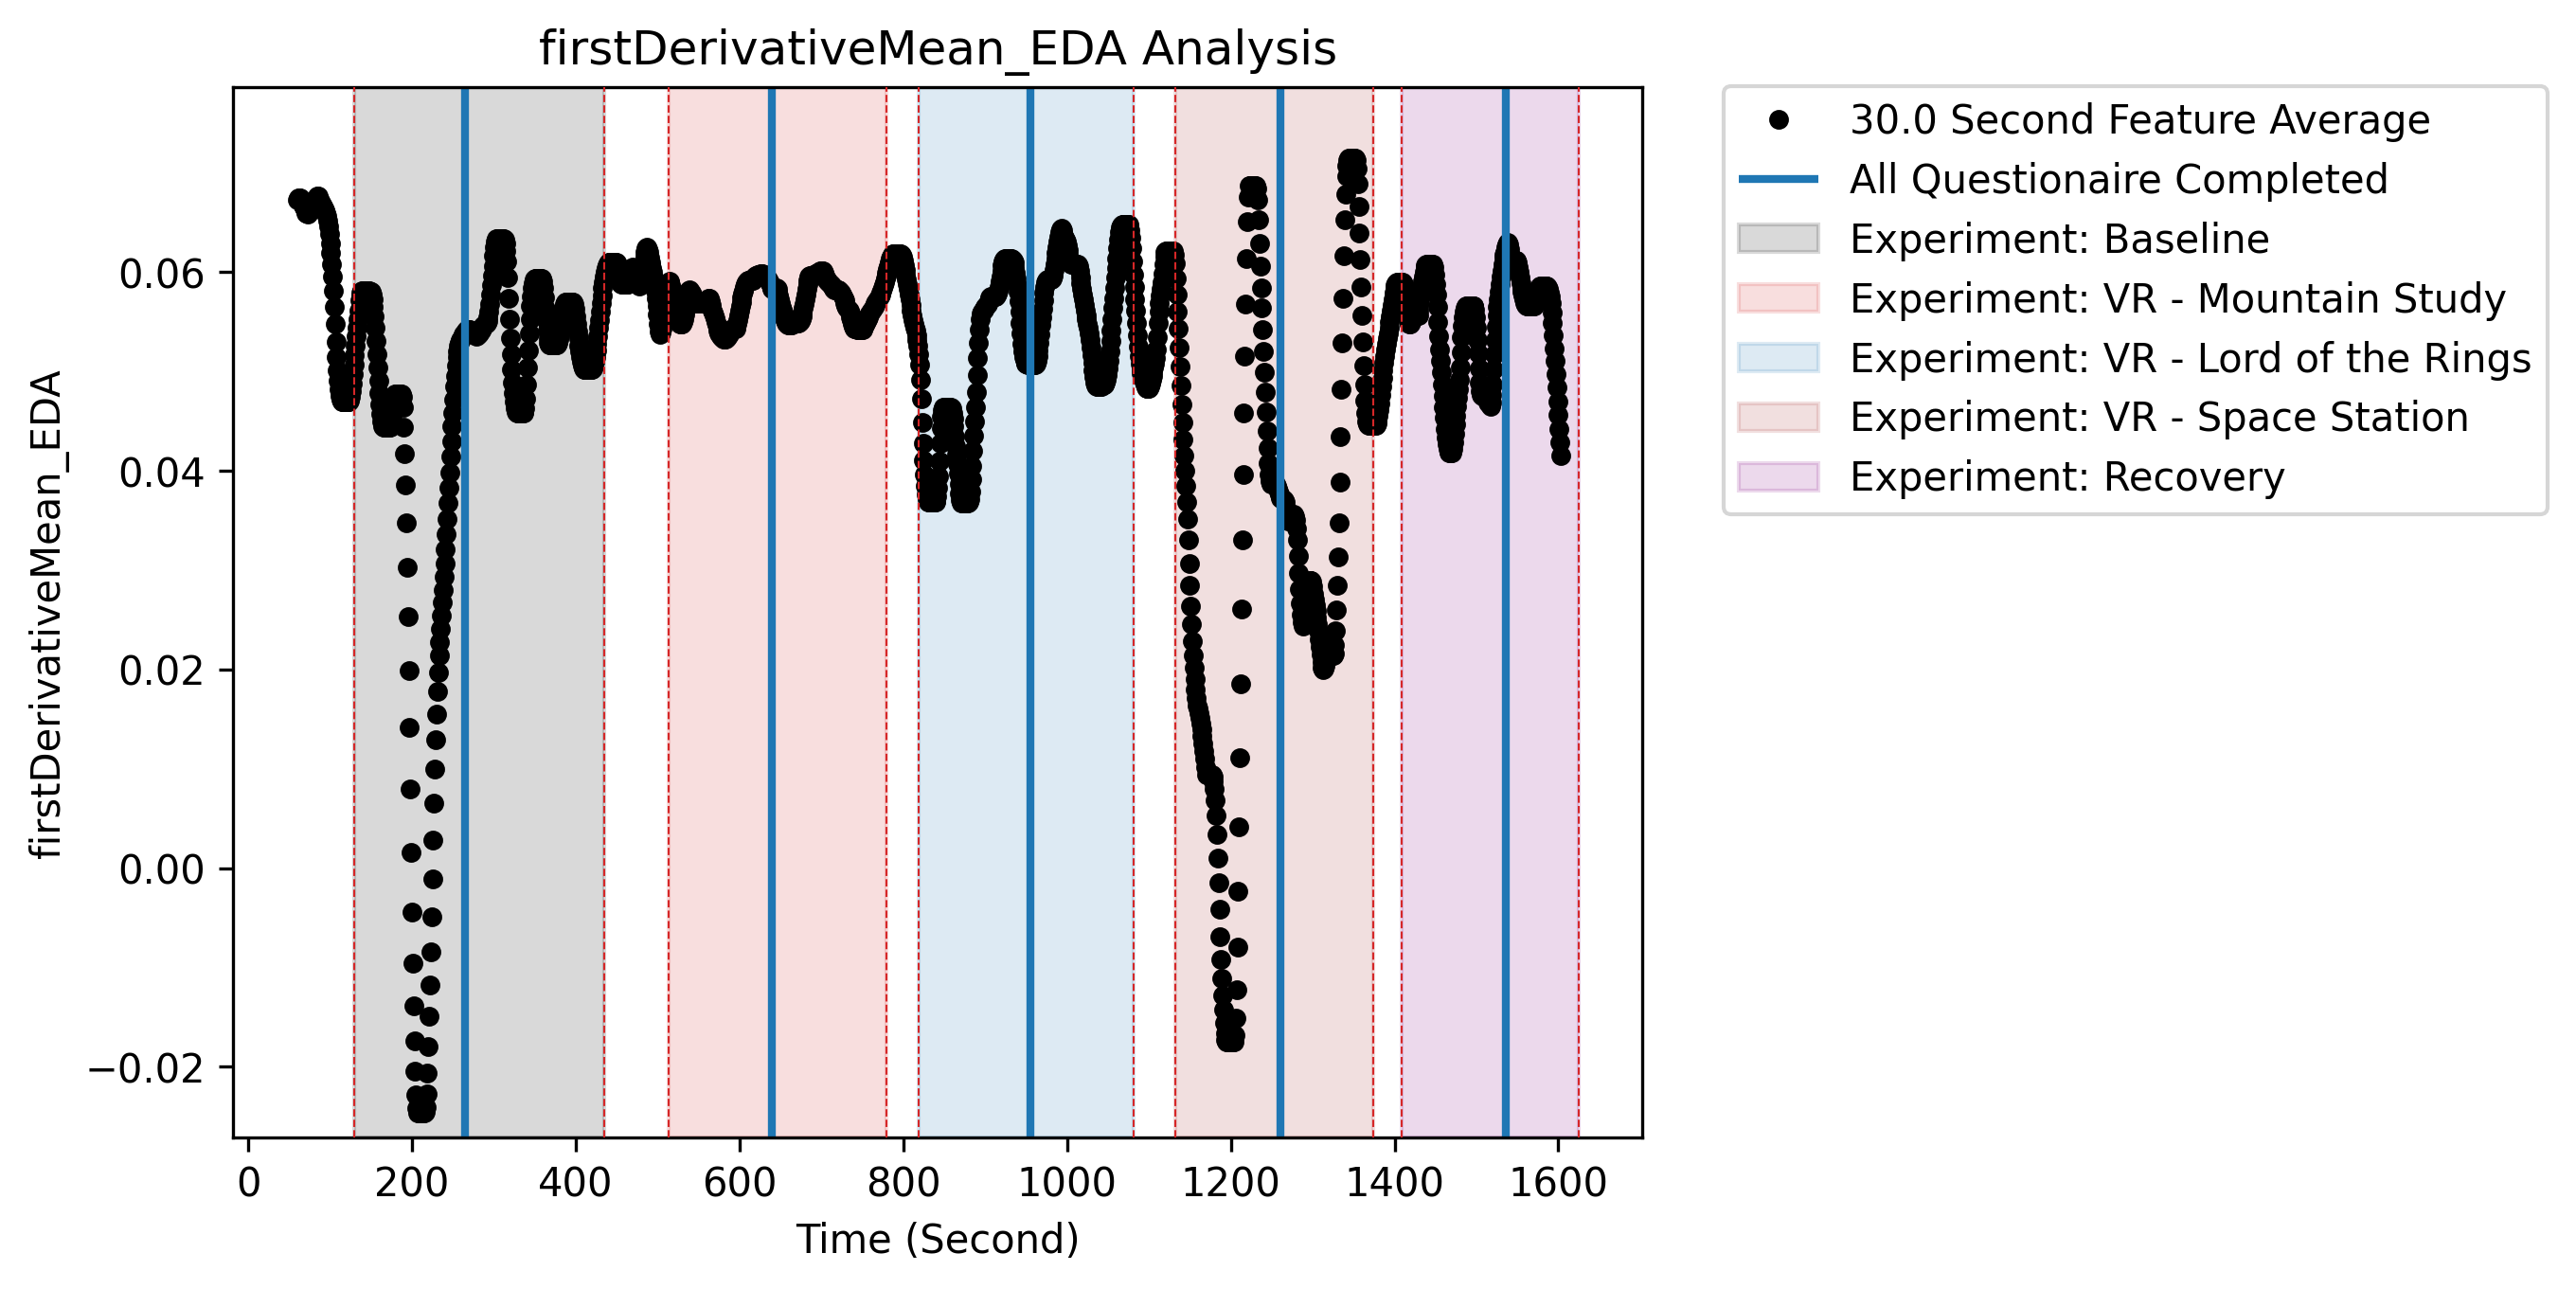 firstDerivativeMean_EDA Analysis
30.0 Second Feature Average
All Questionaire Completed
Experiment: Baseline
Experiment: VR - Mountain Study
Experiment: VR - Lord of the Rings
Experiment: VR - Space Station
Experiment: Recovery
firstDerivativeMean_EDA
0.06
0.04
0.02
0.00
−0.02
0 200 400 600 800 1000 1200 1400 1600
Time (Second)